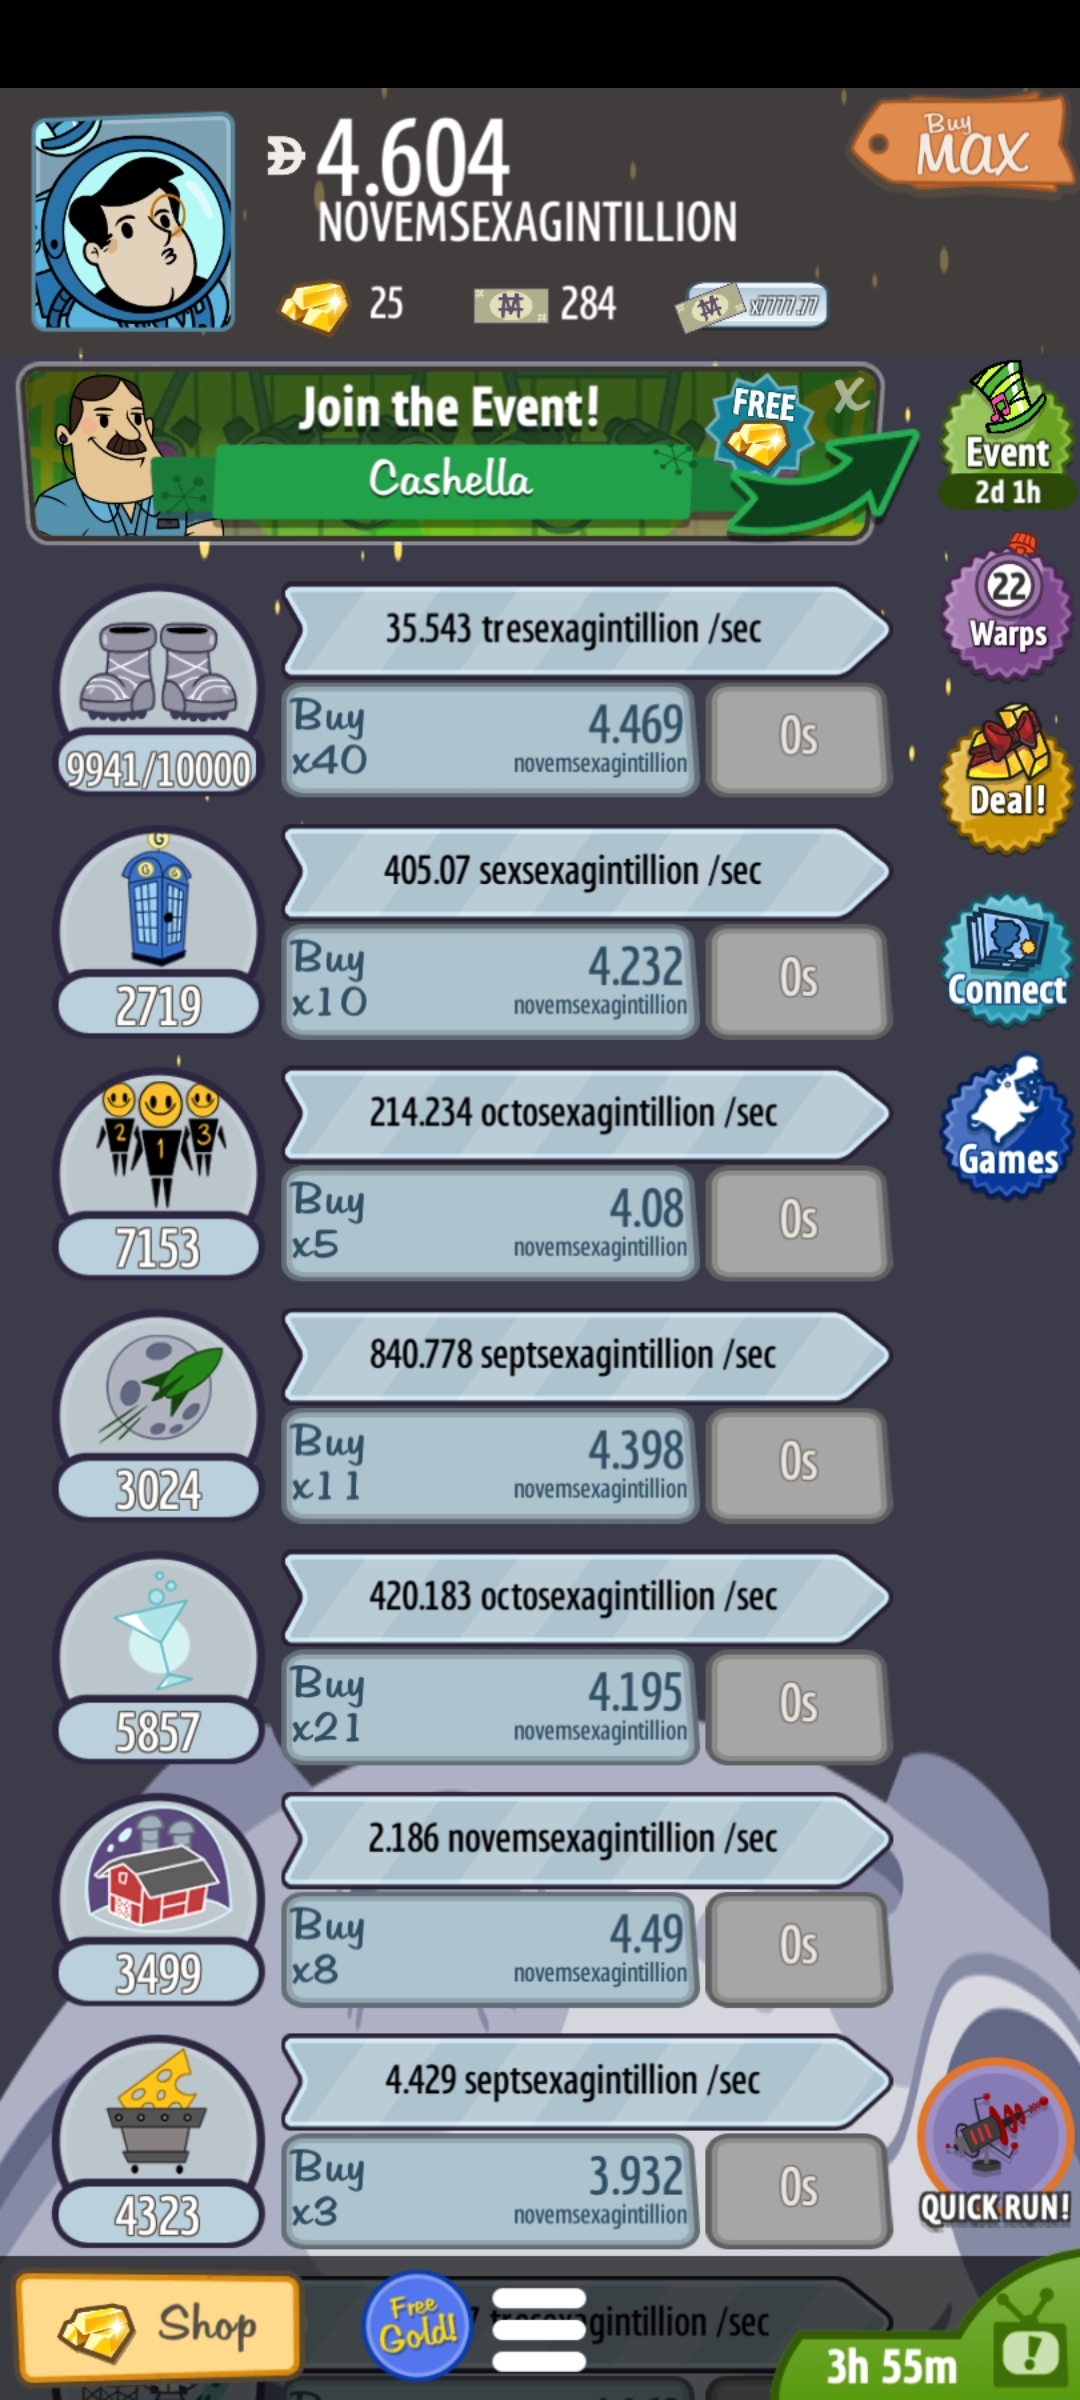 4.604
NOVEMSEXAGINTILLION
Buy
MAX
25
284
x7777.77
Join the Event!
Cashella
FREE
X
Event
2d 1h
35.543 tresexagintillion /sec
9941/10000
Buy
x40
4.469
novemsexagintillion
0s
22
Warps
Deal!
405.07 sexsexagintillion /sec
G
G G
2719
Buy
x10
4.232
novemsexagintillion
0s
Connect
214.234 octosexagintillion /sec
2 1 3
7153
Buy
x5
4.08
novemsexagintillion
0s
Games
840.778 septsexagintillion /sec
3024
Buy
x11
4.398
novemsexagintillion
0s
420.183 octosexagintillion /sec
5857
Buy
x21
4.195
novemsexagintillion
0s
2.186 novemsexagintillion /sec
3499
Buy
x8
4.49
novemsexagintillion
0s
4.429 septsexagintillion /sec
4323
Buy
x3
3.932
novemsexagintillion
0s
QUICK RUN!
Shop
Free
Gold!
/sec
3h 55m
!